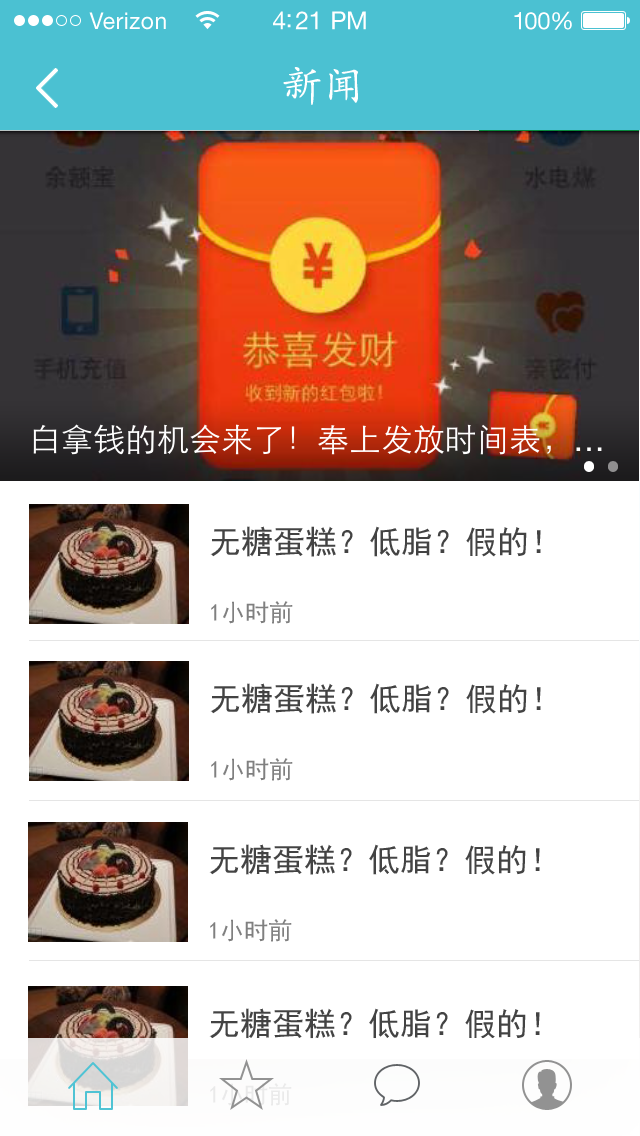 Verizon 4:21 PM 100%
新闻
余额宝 水电煤
手机充值 亲密付
恭喜发财
收到新的红包啦！
白拿钱的机会来了！奉上发放时间表，...
无糖蛋糕？低脂？假的！
1小时前
无糖蛋糕？低脂？假的！
1小时前
无糖蛋糕？低脂？假的！
1小时前
无糖蛋糕？低脂？假的！
1小时前